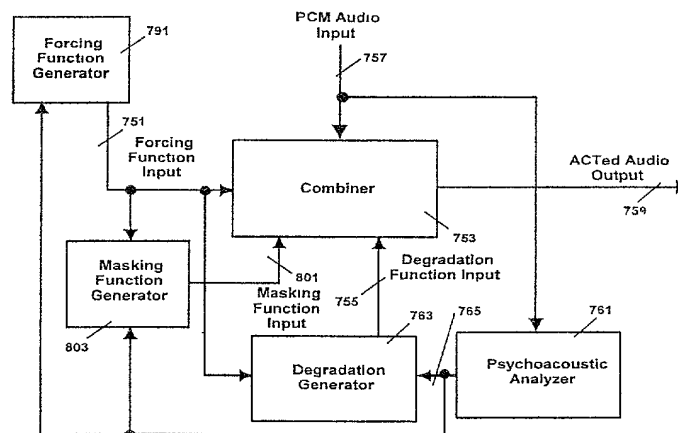 PCM Audio
Input
791
Forcing
Function
Generator
757
751
Forcing
Function
Input
Combiner
ACTed Audio
Output
759
753
801
Masking
Function
Generator
803
Masking
Function
Input
Degradation
Function Input
755
763
765
761
Degradation
Generator
Psychoacoustic
Analyzer